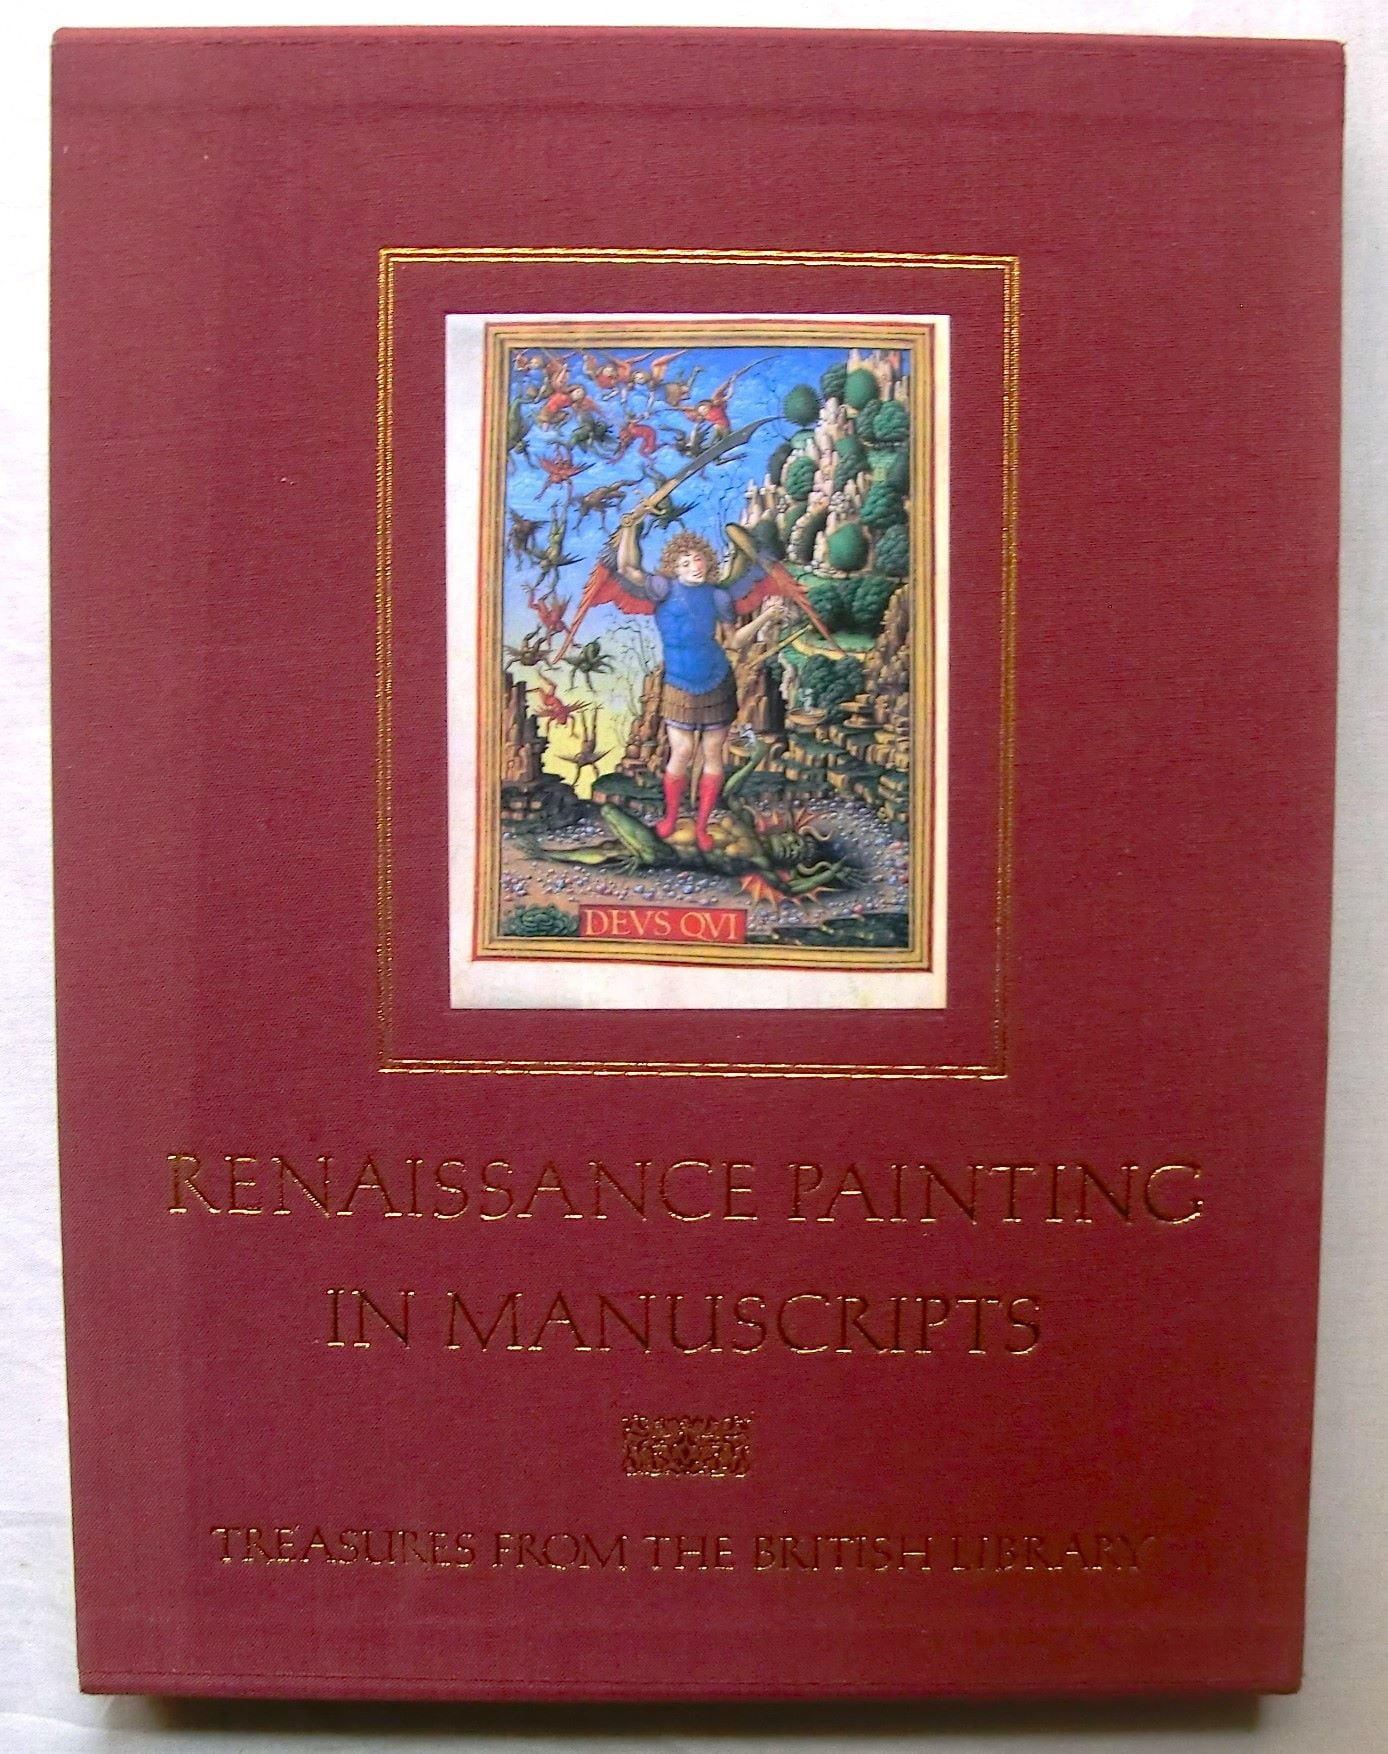 DEVS QVI
RENAISSANCE PAINTING
IN MANUSCRIPTS
TREASURES FROM THE BRITISH LIBRARY